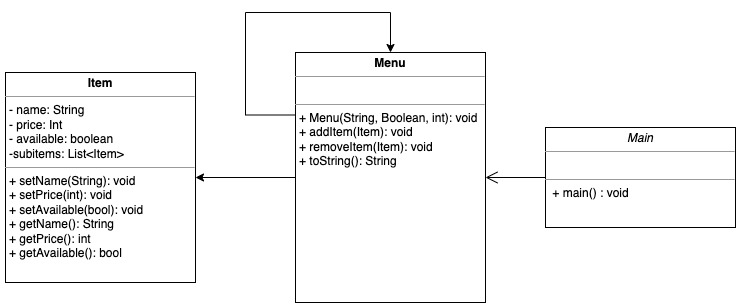 Item
- name: String
- price: Int
- available: boolean
-subitems: List<Item>
+ setName(String): void
+ setPrice(int): void
+ setAvailable(bool): void
+ getName(): String
+ getPrice(): int
+ getAvailable(): bool
Menu
+ Menu(String, Boolean, int): void
+ addItem(Item): void
+ removeItem(Item): void
+ toString(): String
Main
+ main() : void